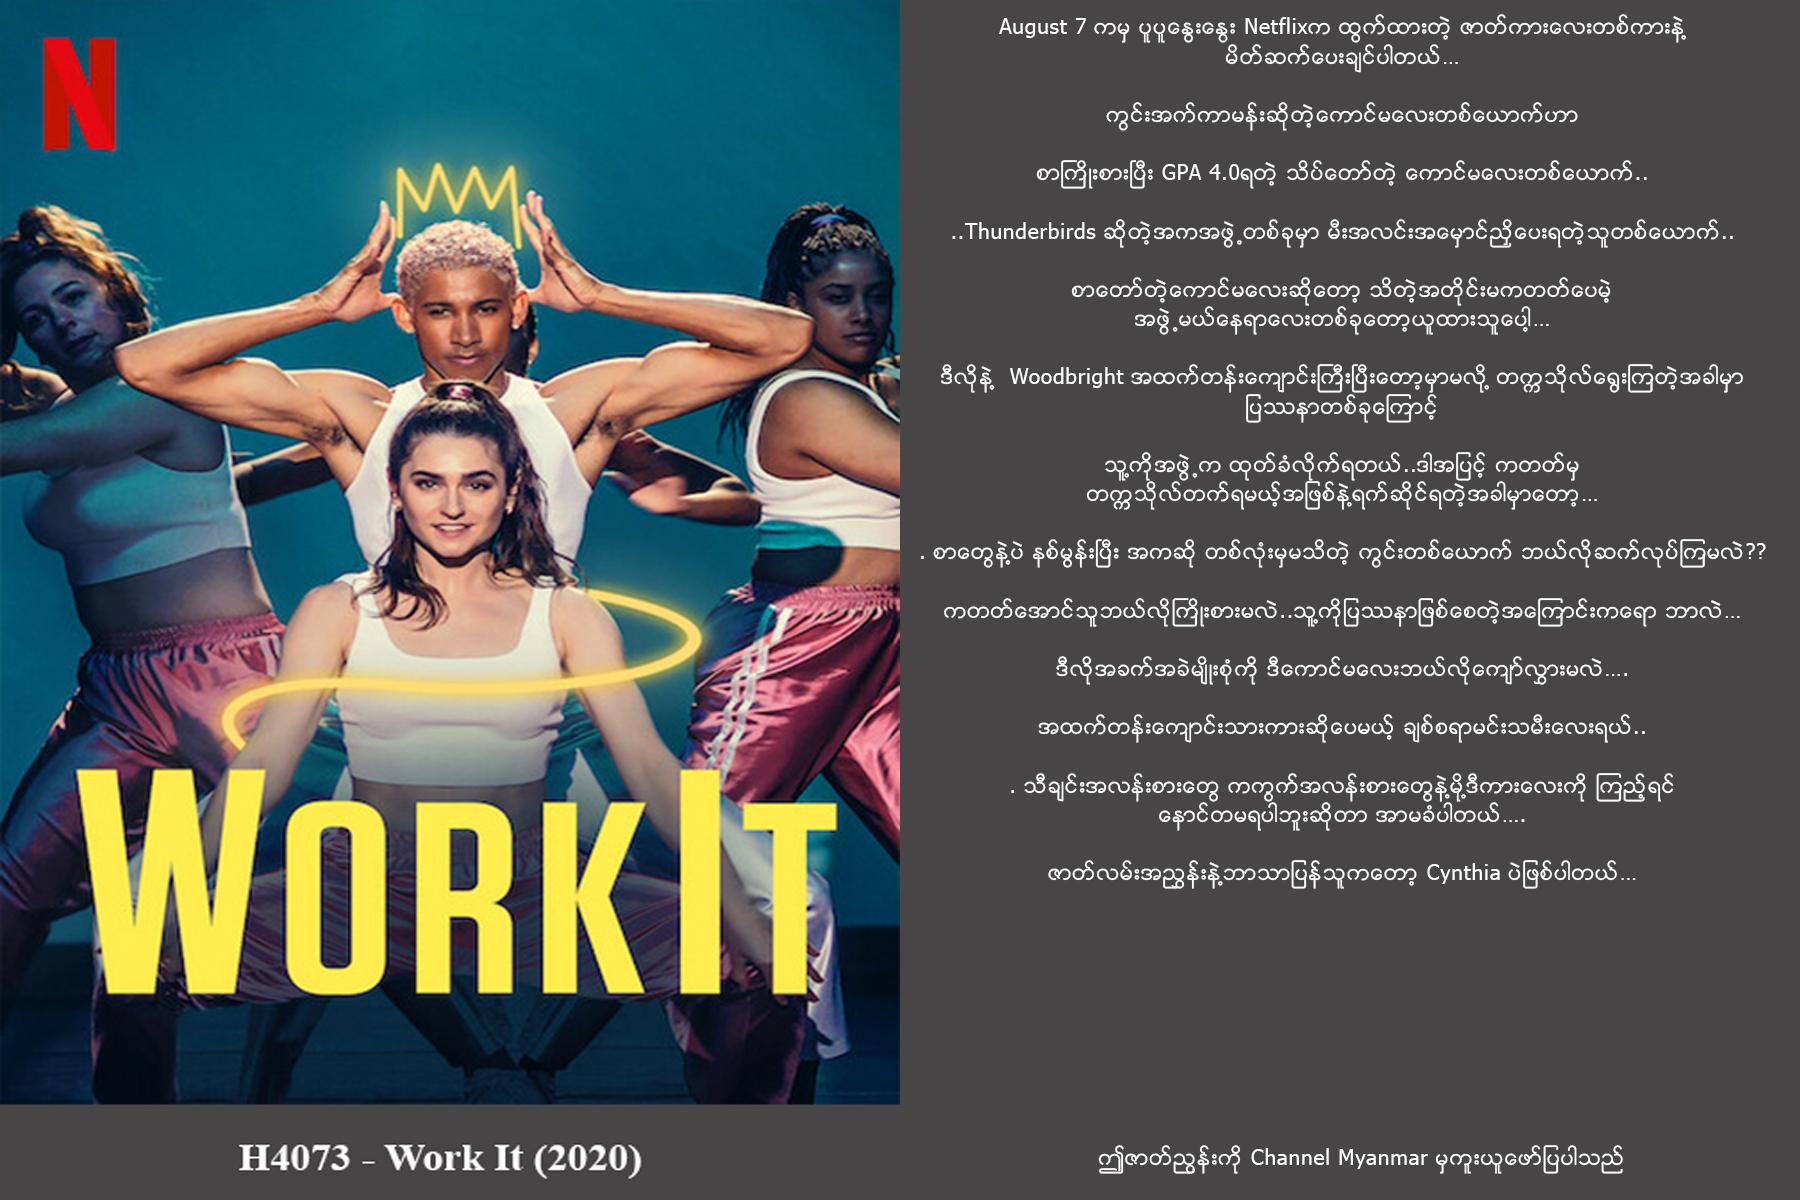 N
WORKIT
H4073 - Work It (2020)
August 7 ကမှ ပူပူနွေးနွေး Netflixက ထွက်ထားတဲ့ ဇာတ်ကားလေးတစ်ကားနဲ့
မိတ်ဆက်ပေးချင်ပါတယ်...
ကွင်းအက်ကာမန်းဆိုတဲ့ကောင်မလေးတစ်ယောက်ဟာ
စာကြိုးစားပြီး GPA 4.0ရတဲ့ သိပ်တော်တဲ့ ကောင်မလေးတစ်ယောက်..
..Thunderbirds ဆိုတဲ့အကအဖွဲ့တစ်ခုမှာ မီးအလင်းအမှောင်ညှိပေးရတဲ့သူတစ်ယောက်..
စာတော်တဲ့ကောင်မလေးဆိုတော့ သိတဲ့အတိုင်းမကတတ်ပေမဲ့
အဖွဲ့မယ်နေရာလေးတစ်ခုတော့ယူထားသူပေါ့...
ဒီလိုနဲ့ Woodbright အထက်တန်းကျောင်းကြီးပြီးတော့မှာမလို့ တက္ကသိုလ်ရွေးကြတဲ့အခါမှာ
ပြဿနာတစ်ခုကြောင့်
သူ့ကိုအဖွဲ့က ထုတ်ခံလိုက်ရတယ်..ဒါအပြင့် ကတတ်မှ
တက္ကသိုလ်တက်ရမယ့်အဖြစ်နဲ့ရက်ဆိုင်ရတဲ့အခါမှာတော့...
. စာတွေနဲ့ပဲ နစ်မွန်းပြီး အကဆို တစ်လုံးမှမသိတဲ့ ကွင်းတစ်ယောက် ဘယ်လိုဆက်လုပ်ကြမလဲ??
ကတတ်အောင်သူဘယ်လိုကြိုးစားမလဲ..သူ့ကိုပြဿနာဖြစ်စေတဲ့အကြောင်းကရော ဘာလဲ...
ဒီလိုအခက်အခဲမျိုးစုံကို ဒီကောင်မလေးဘယ်လိုကျော်လွှားမလဲ....
အထက်တန်းကျောင်းသားကားဆိုပေမယ့် ချစ်စရာမင်းသမီးလေးရယ်..
. သီချင်းအလန်းစားတွေ ကကွက်အလန်းစားတွေနဲ့မို့ဒီကားလေးကို ကြည့်ရင်
နောင်တမရပါဘူးဆိုတာ အာမခံပါတယ်....
ဇာတ်လမ်းအညွှန်းနဲ့ဘာသာပြန်သူကတော့ Cynthia ပဲဖြစ်ပါတယ်...
ဤဇာတ်ညွှန်းကို Channel Myanmar မှကူးယူဖော်ပြပါသည်